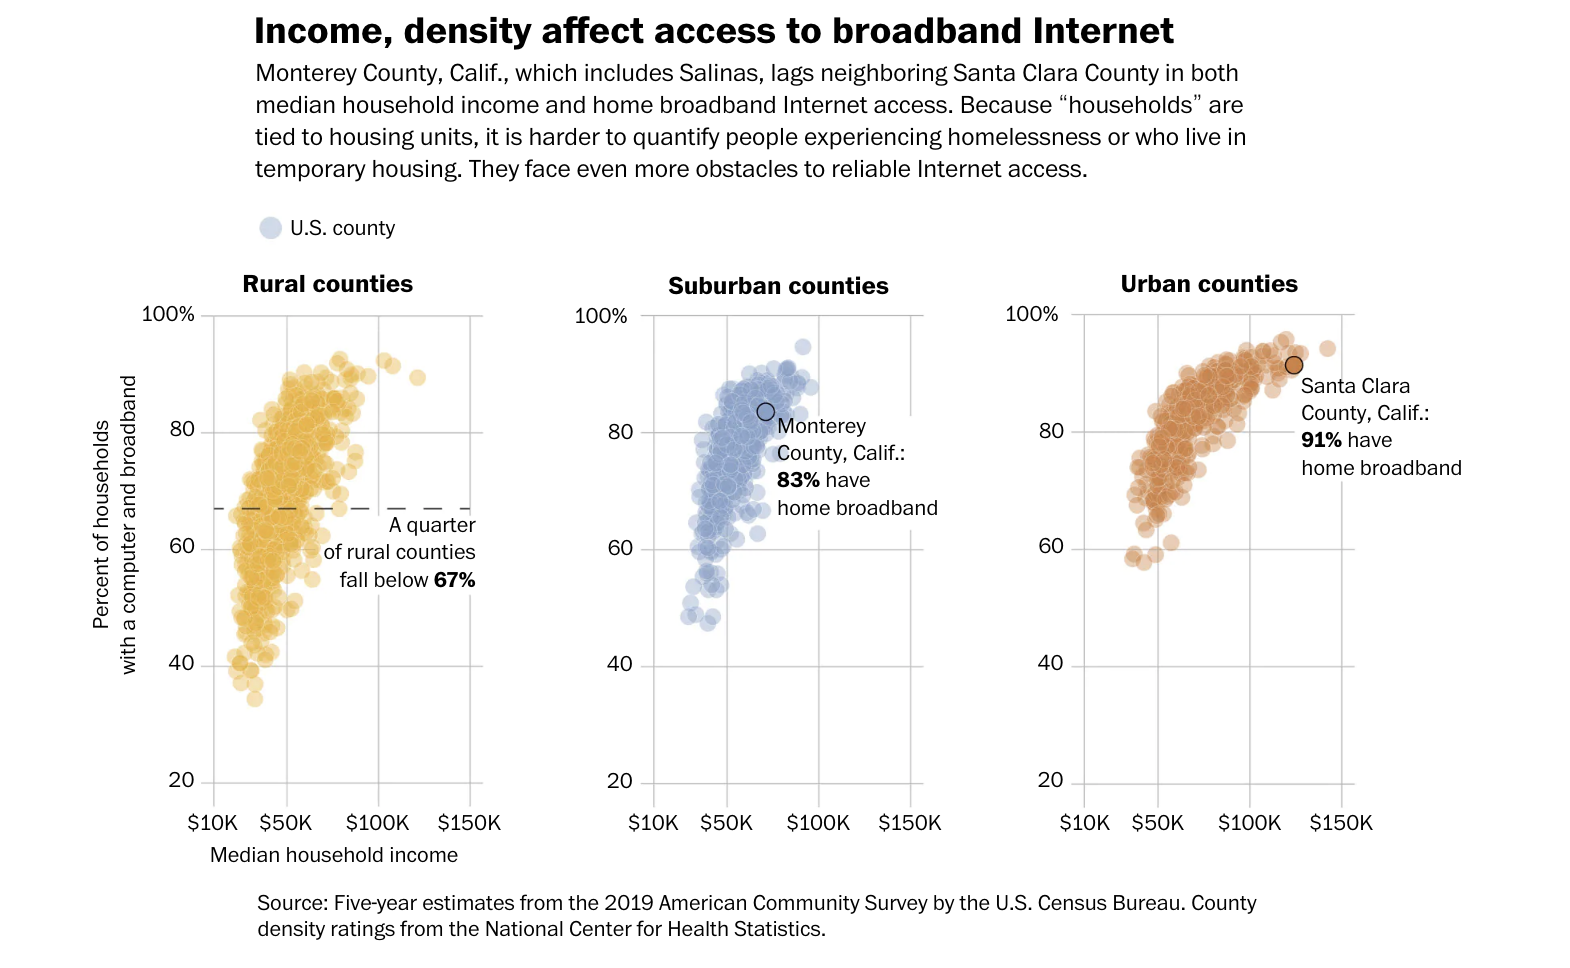 Income, density affect access to broadband Internet
Monterey County, Calif., which includes Salinas, lags neighboring Santa Clara County in both
median household income and home broadband Internet access. Because “households” are
tied to housing units, it is harder to quantify people experiencing homelessness or who live in
temporary housing. They face even more obstacles to reliable Internet access.
U.S. county
Rural counties
100%
80
60
40
20
Percent of households
with a computer and broadband
A quarter
of rural counties
fall below 67%
$10K $50K $100K $150K
Median household income
Suburban counties
100%
80
60
40
20
Monterey
County, Calif.:
83% have
home broadband
$10K $50K $100K $150K
Urban counties
100%
80
60
40
20
Santa Clara
County, Calif.:
91% have
home broadband
$10K $50K $100K $150K
Source: Five-year estimates from the 2019 American Community Survey by the U.S. Census Bureau. County
density ratings from the National Center for Health Statistics.